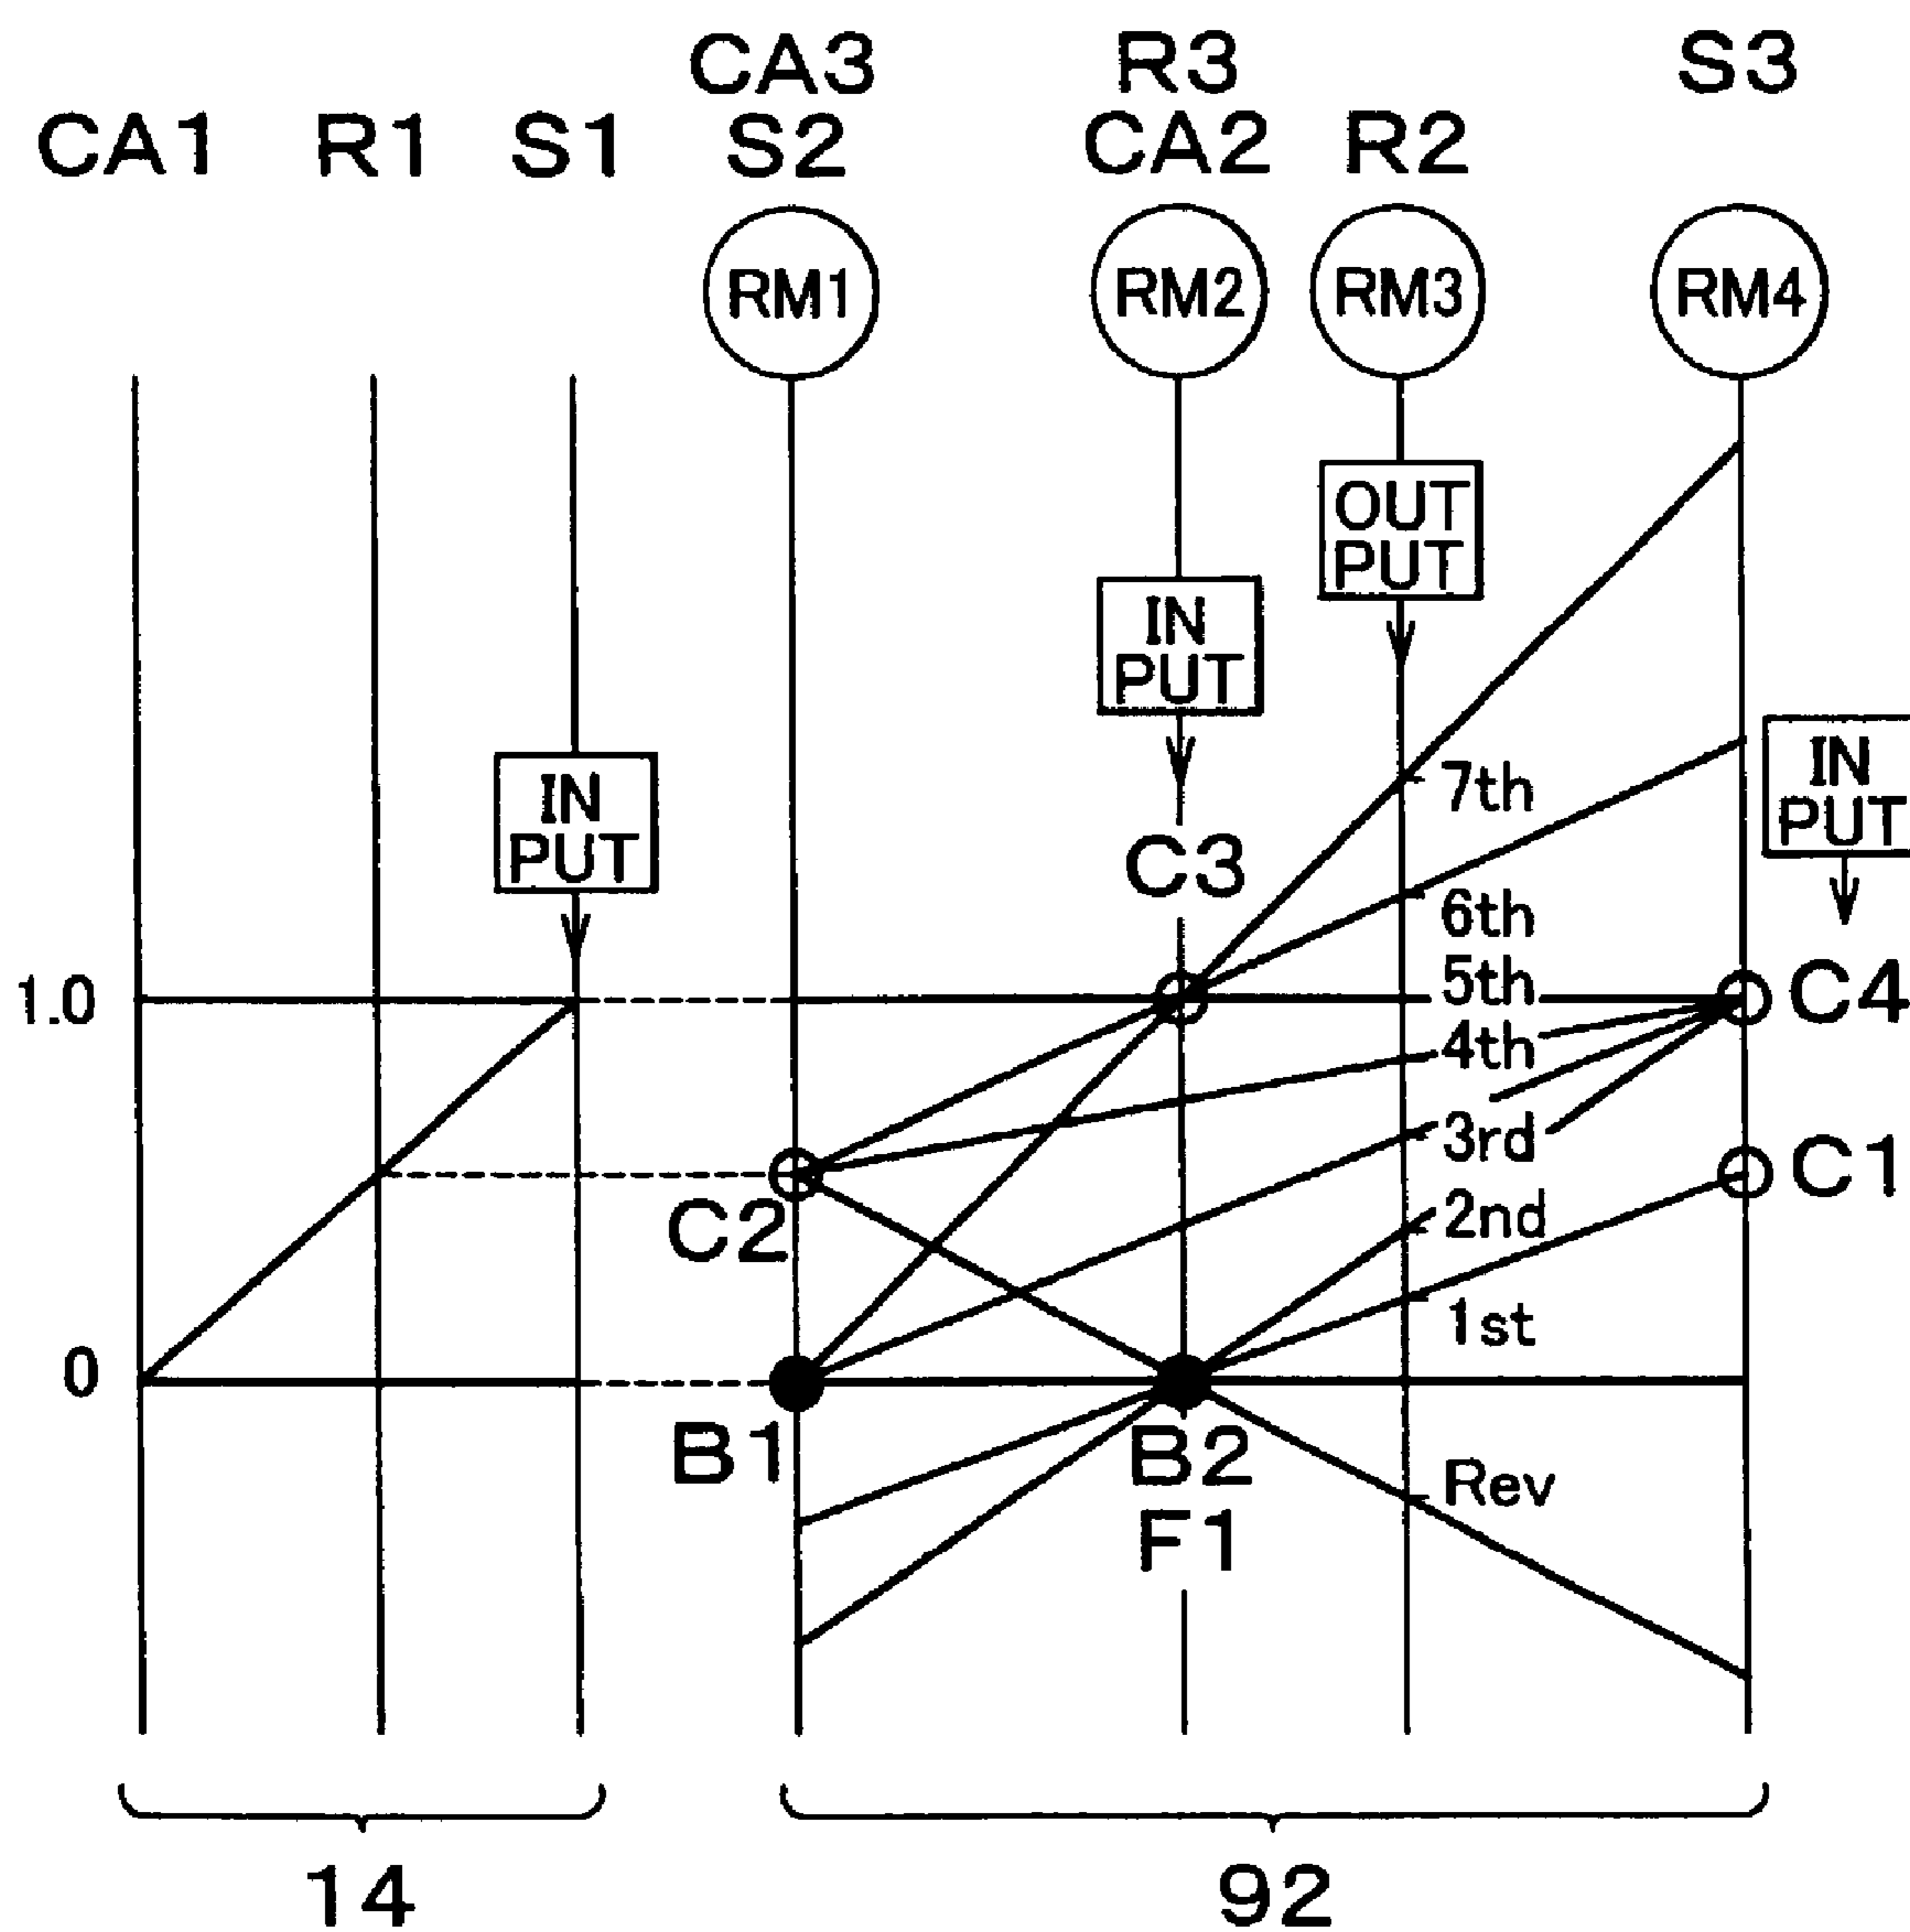 CA3 R3 S3
CA1 R1 S1 S2 CA2 R2
RM1 RM2 RM3 RM4
OUT
PUT
IN
PUT
IN
PUT
IN
PUT
7th
C3
6th
1.0
5th
C4
4th
3rd
C1
2nd
C2
1st
0
B1
B2
F1
Rev
14
92